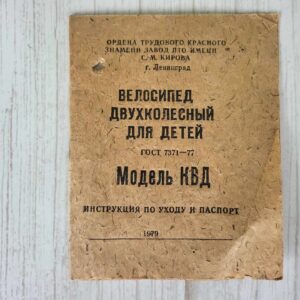 ОРДЕНА ТРУДОВОГО КРАСНОГО
ЗНАМЕНИ ЗАВОД ПТО ИМЕНИ
С. М. КИРОВА
г. Ленинград
ВЕЛОСИПЕД
ДВУХКОЛЕСНЫЙ
ДЛЯ ДЕТЕЙ
ГОСТ 7371—77
Модель КВД
ИНСТРУКЦИЯ ПО УХОДУ И ПАСПОРТ
1979